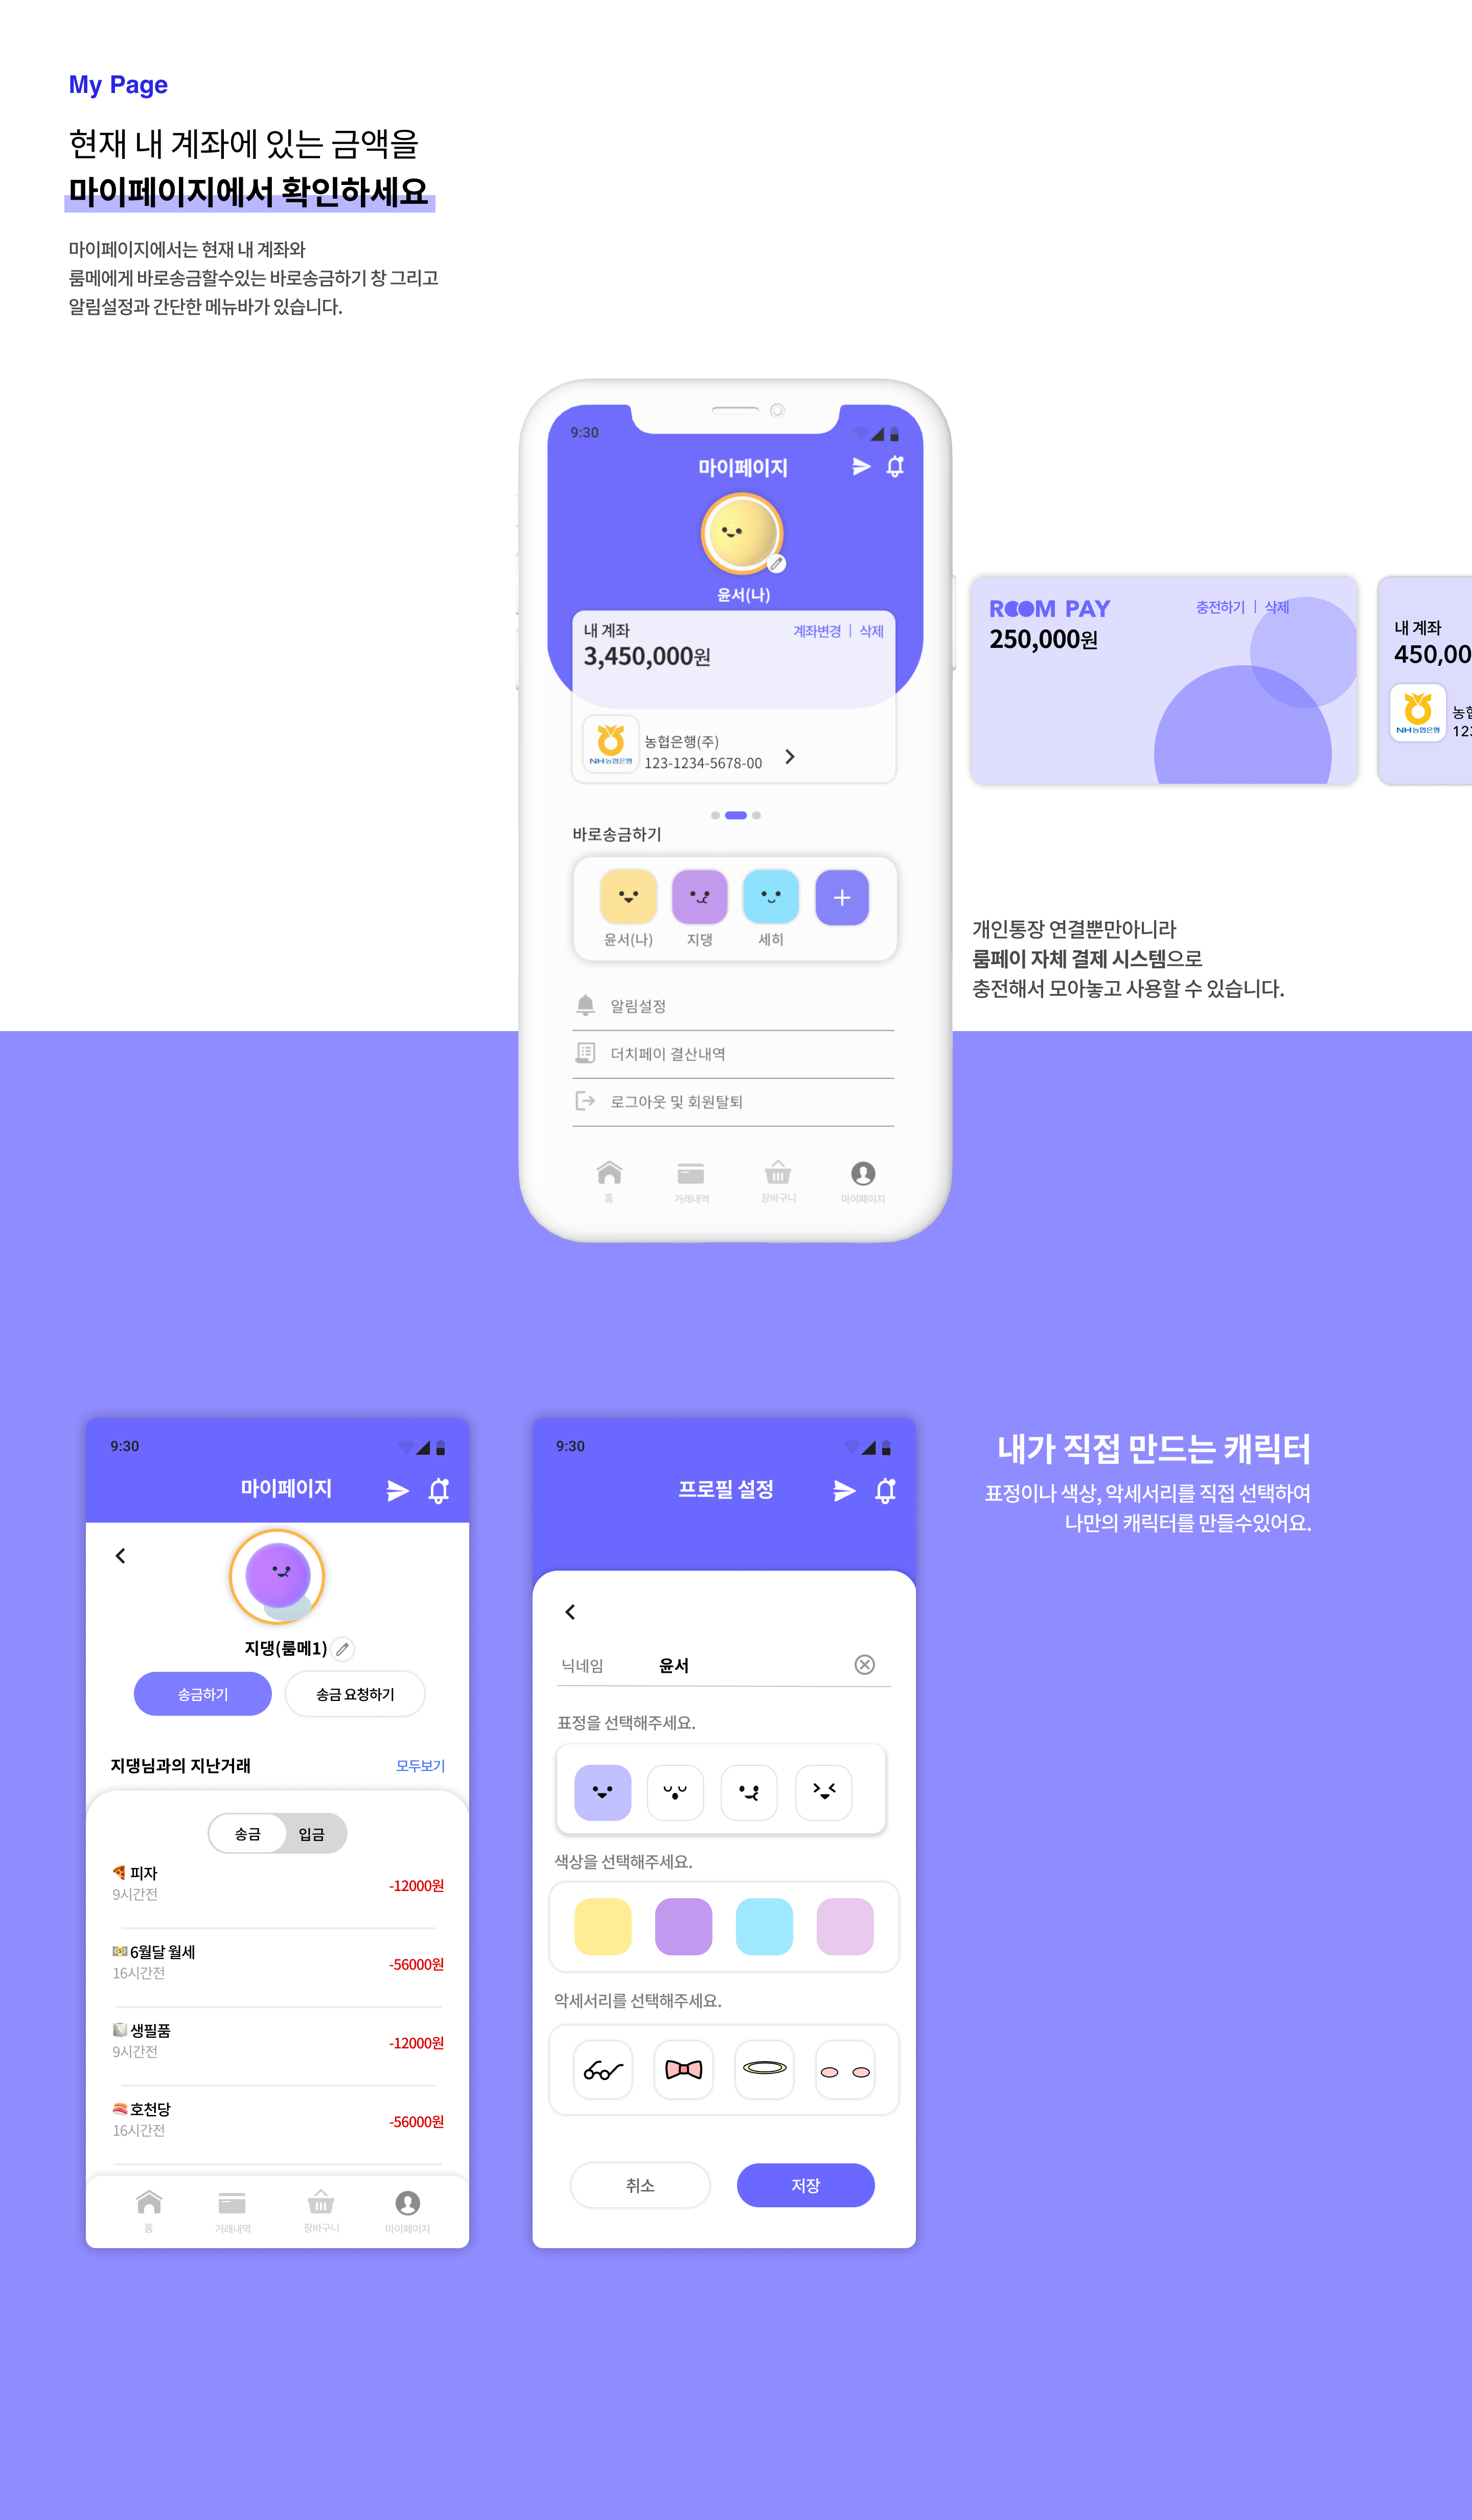 My Page
현재 내 계좌에 있는 금액을
마이페이지에서 확인하세요
마이페이지에서는 현재 내 계좌와
룸메에게 바로송금할수있는 바로송금하기 창 그리고
알림설정과 간단한 메뉴바가 있습니다.
9:30
마이페이지
윤서(나)
내 계좌
계좌변경 | 삭제
3,450,000원
NH농협은행
농협은행(주)
123-1234-5678-00
ROOM PAY
충전하기 | 삭제
250,000원
내 계좌
450,00
NH농협은행
농협
123
바로송금하기
윤서(나) 지댕 세히
알림설정
더치페이 결산내역
로그아웃 및 회원탈퇴
홈 거래내역 장바구니 마이페이지
개인통장 연결뿐만아니라
룸페이 자체 결제 시스템으로
충전해서 모아놓고 사용할 수 있습니다.
9:30
마이페이지
지댕(룸메1)
송금하기 송금 요청하기
지댕님과의 지난거래 모두보기
송금 입금
피자
9시간전
-12000원
6월달 월세
16시간전
-56000원
생필품
9시간전
-12000원
호천당
16시간전
-56000원
홈 거래내역 장바구니 마이페이지
9:30
프로필 설정
닉네임 윤서
표정을 선택해주세요.
색상을 선택해주세요.
악세서리를 선택해주세요.
취소 저장
내가 직접 만드는 캐릭터
표정이나 색상, 악세서리를 직접 선택하여
나만의 캐릭터를 만들수있어요.